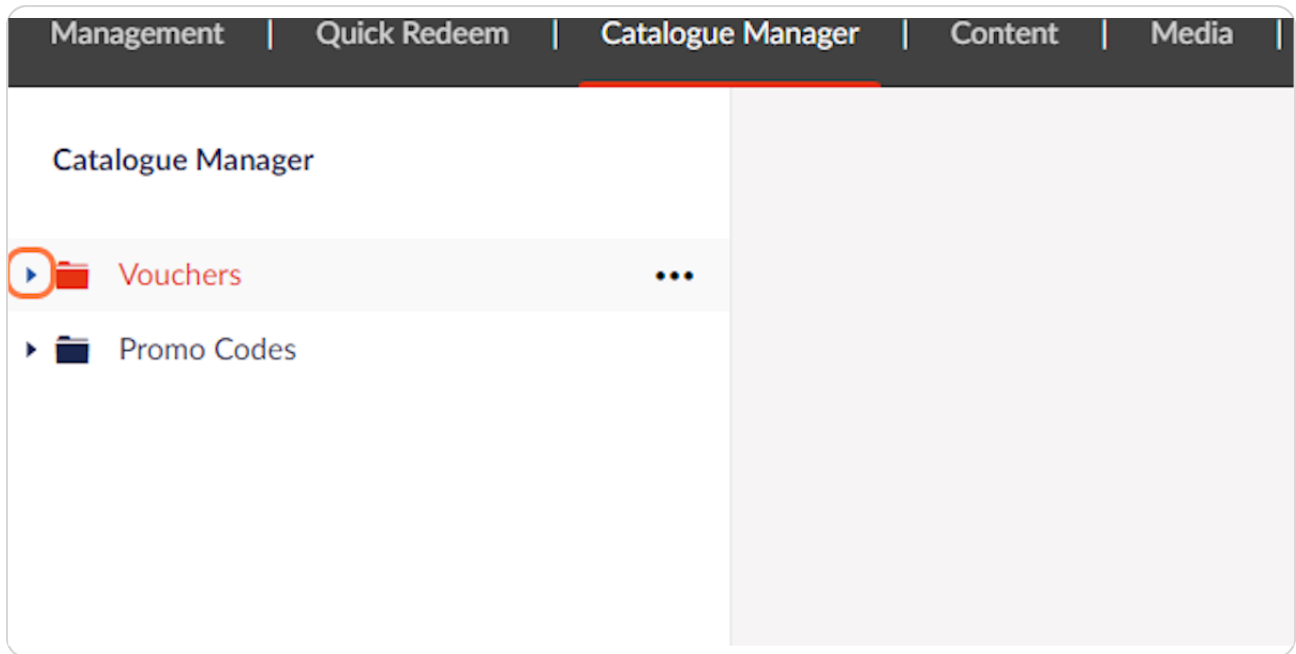 Management | Quick Redeem | Catalogue Manager | Content | Media |
Catalogue Manager
Vouchers •••
Promo Codes